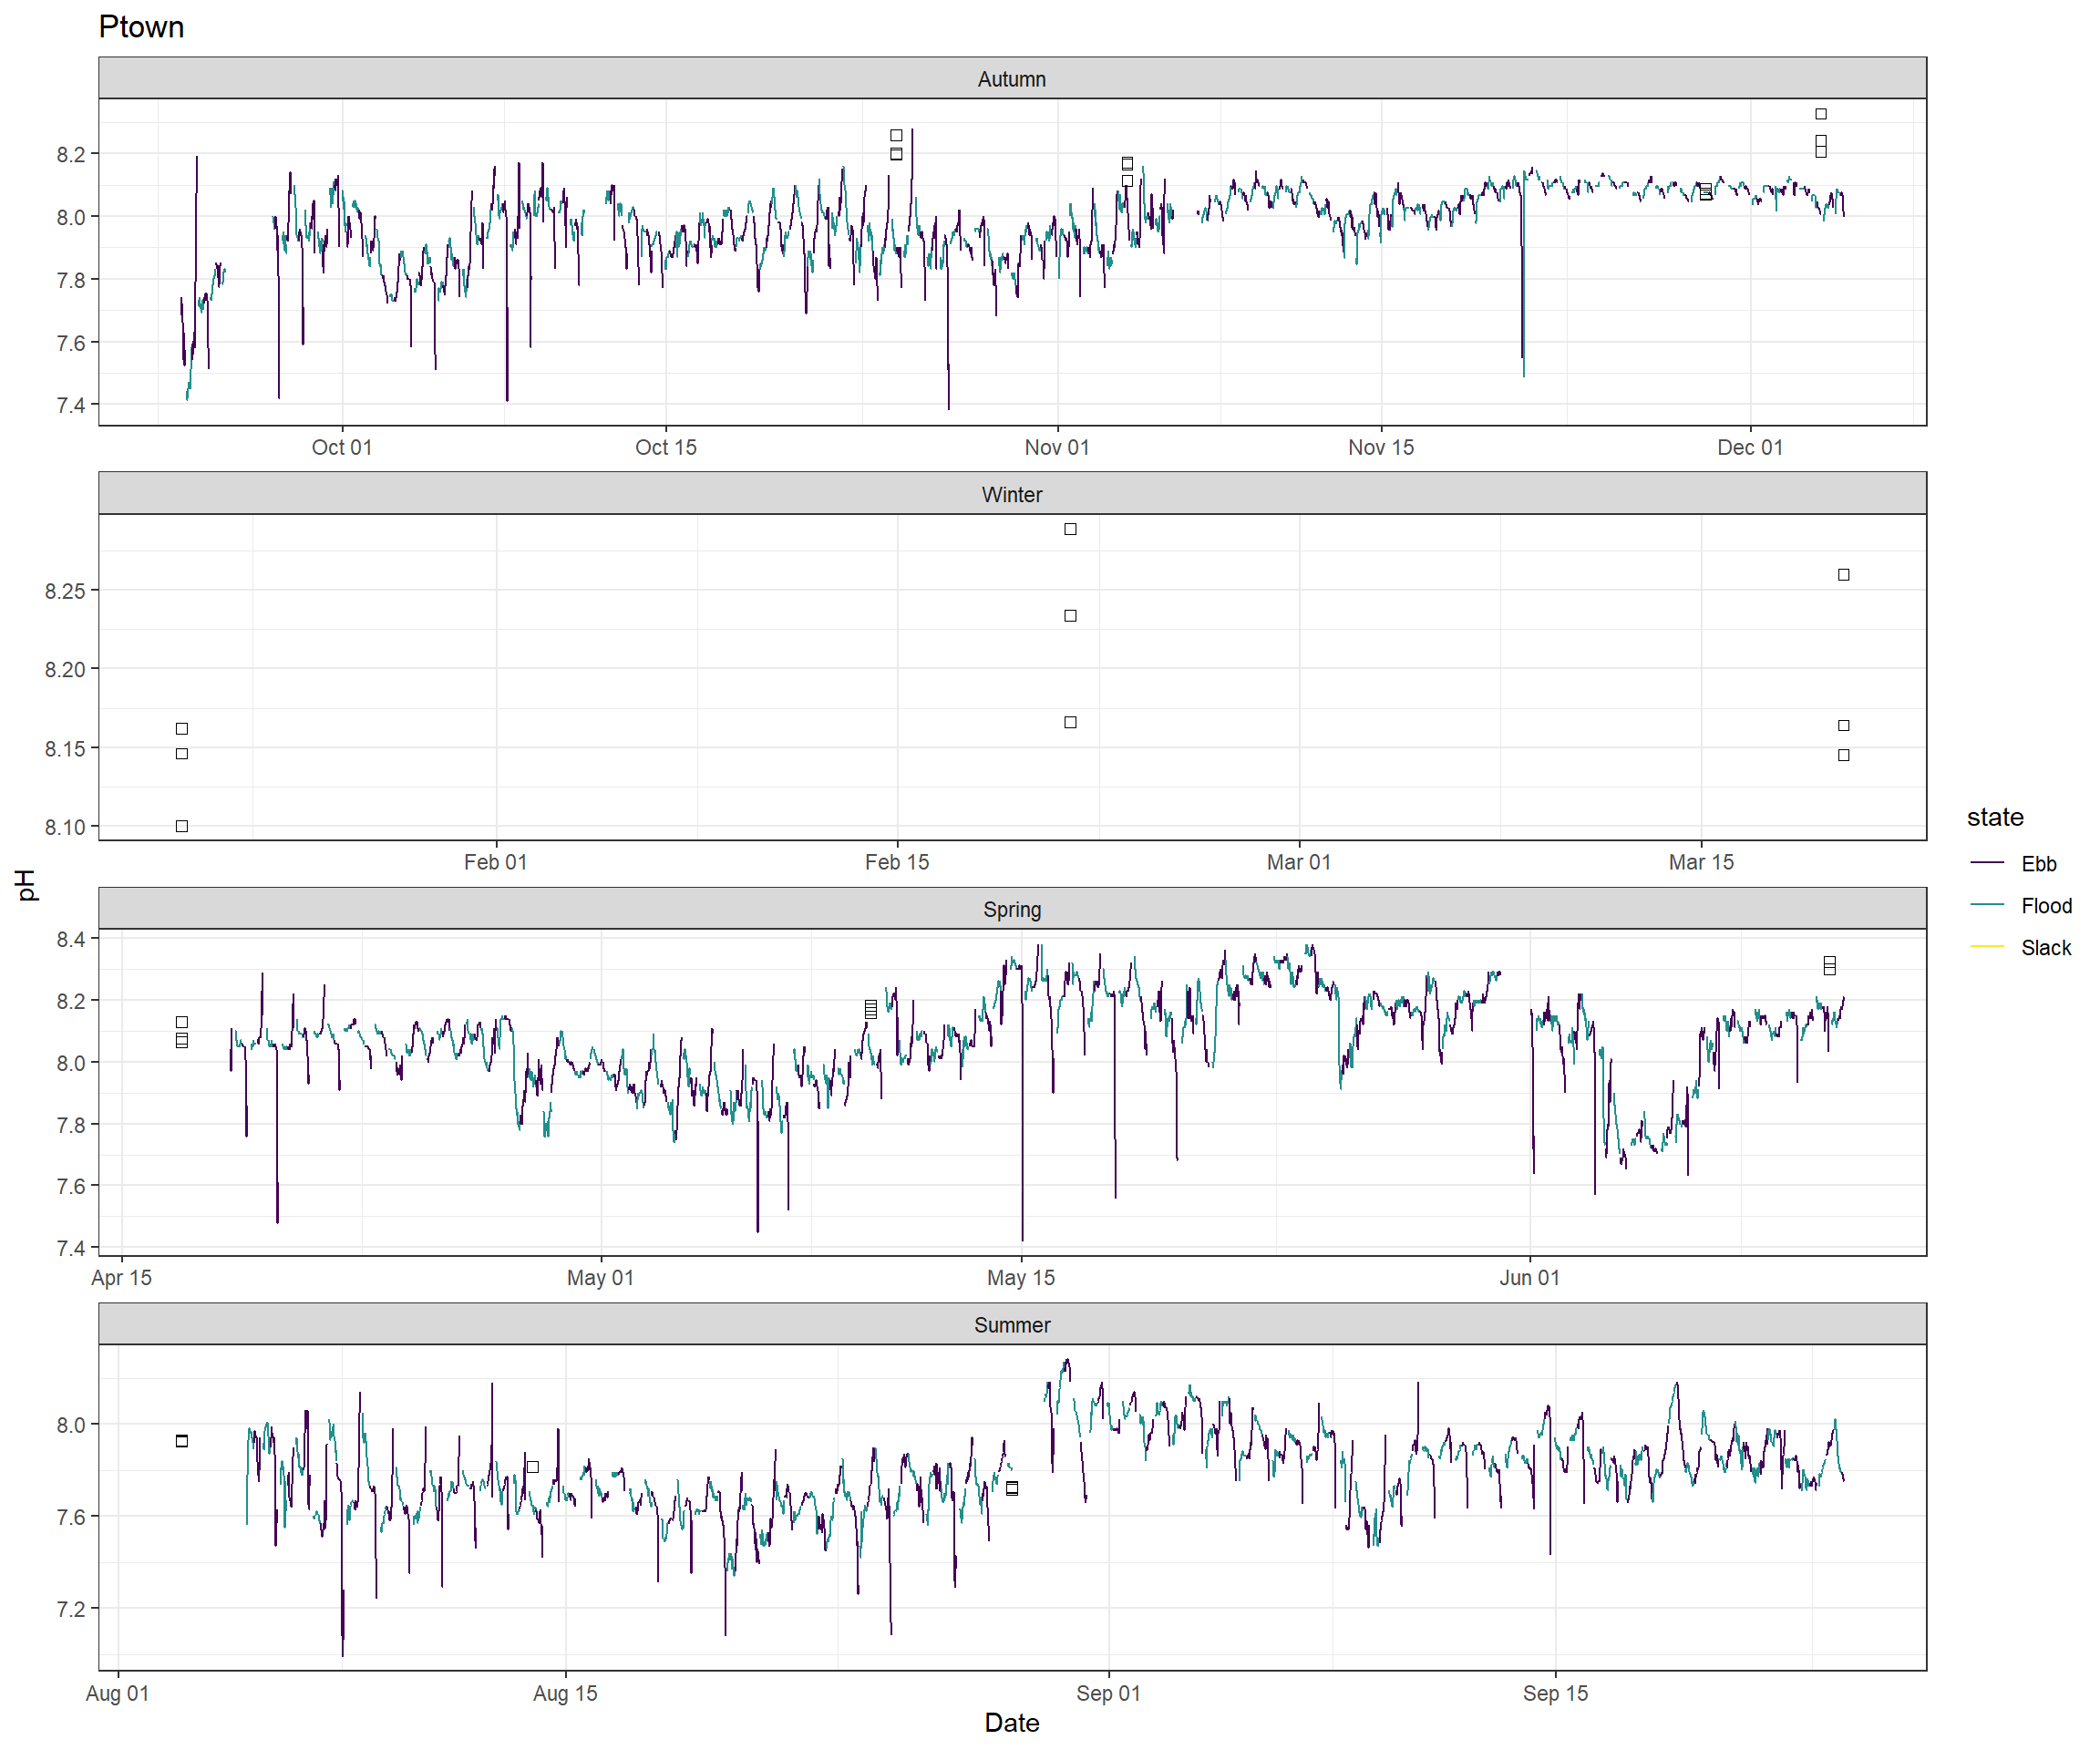 Ptown
Autumn
8.2
8.0
7.8
7.6
7.4
Oct 01 Oct 15 Nov 01 Nov 15 Dec 01
Winter
8.25
8.20
8.15
8.10
Feb 01 Feb 15 Mar 01 Mar 15
pH
Spring
8.4
8.2
8.0
7.8
7.6
7.4
Apr 15 May 01 May 15 Jun 01
Summer
8.0
7.6
7.2
Aug 01 Aug 15 Sep 01 Sep 15
Date
state
Ebb
Flood
Slack